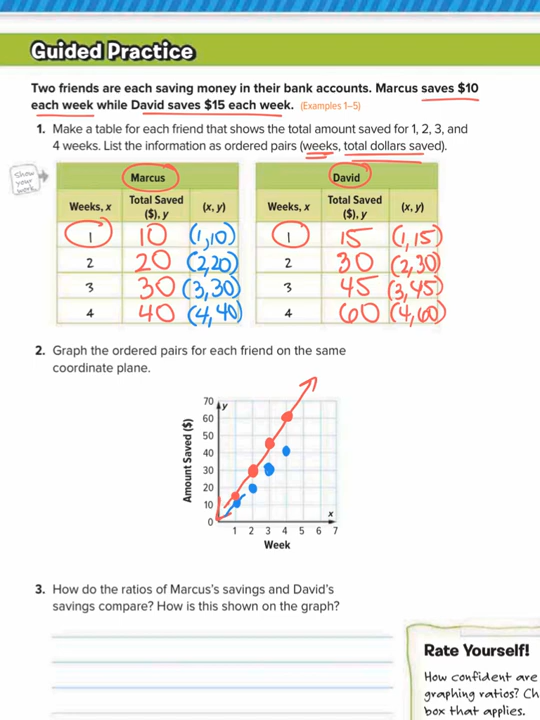 Guided Practice
Two friends are each saving money in their bank accounts. Marcus saves $10
each week while David saves $15 each week. (Examples 1–5)
1. Make a table for each friend that shows the total amount saved for 1, 2, 3, and
4 weeks. List the information as ordered pairs (weeks, total dollars saved).
Show
your
work.
Marcus
Weeks, x Total Saved ($), y (x, y)
1 10 (1,10)
2 20 (2,20)
3 30 (3,30)
4 40 (4,40)
David
Weeks, x Total Saved ($), y (x, y)
1 15 (1,15)
2 30 (2,30)
3 45 (3,45)
4 60 (4,60)
2. Graph the ordered pairs for each friend on the same
coordinate plane.
Amount Saved ($)
70 y
60
50
40
30
20
10
0
x
1 2 3 4 5 6 7
Week
3. How do the ratios of Marcus's savings and David's
savings compare? How is this shown on the graph?
Rate Yourself!
How confident are
graphing ratios? Ch
box that applies.